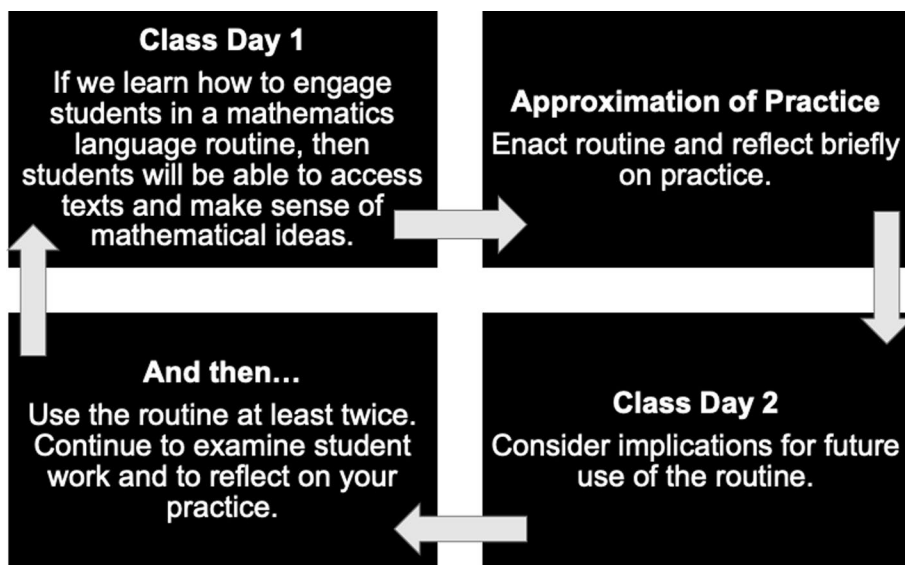 Class Day 1
If we learn how to engage
students in a mathematics
language routine, then
students will be able to access
texts and make sense of
mathematical ideas.
Approximation of Practice
Enact routine and reflect briefly
on practice.
Class Day 2
Consider implications for future
use of the routine.
And then...
Use the routine at least twice.
Continue to examine student
work and to reflect on your
practice.